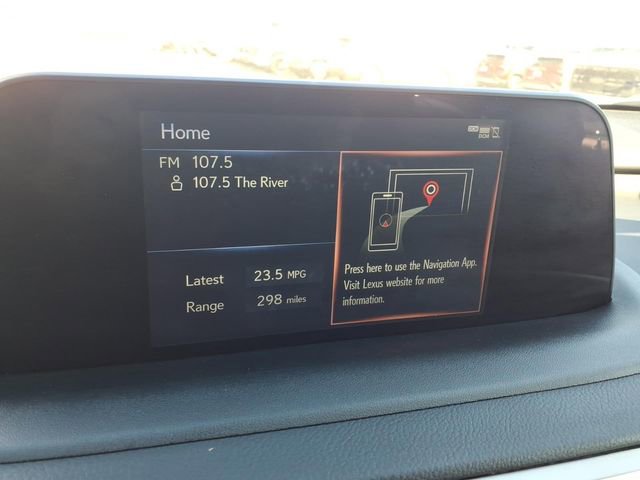 Home
DCM
FM 107.5
107.5 The River
Latest 23.5 MPG
Range 298 miles
Press here to use the Navigation App.
Visit Lexus website for more
information.